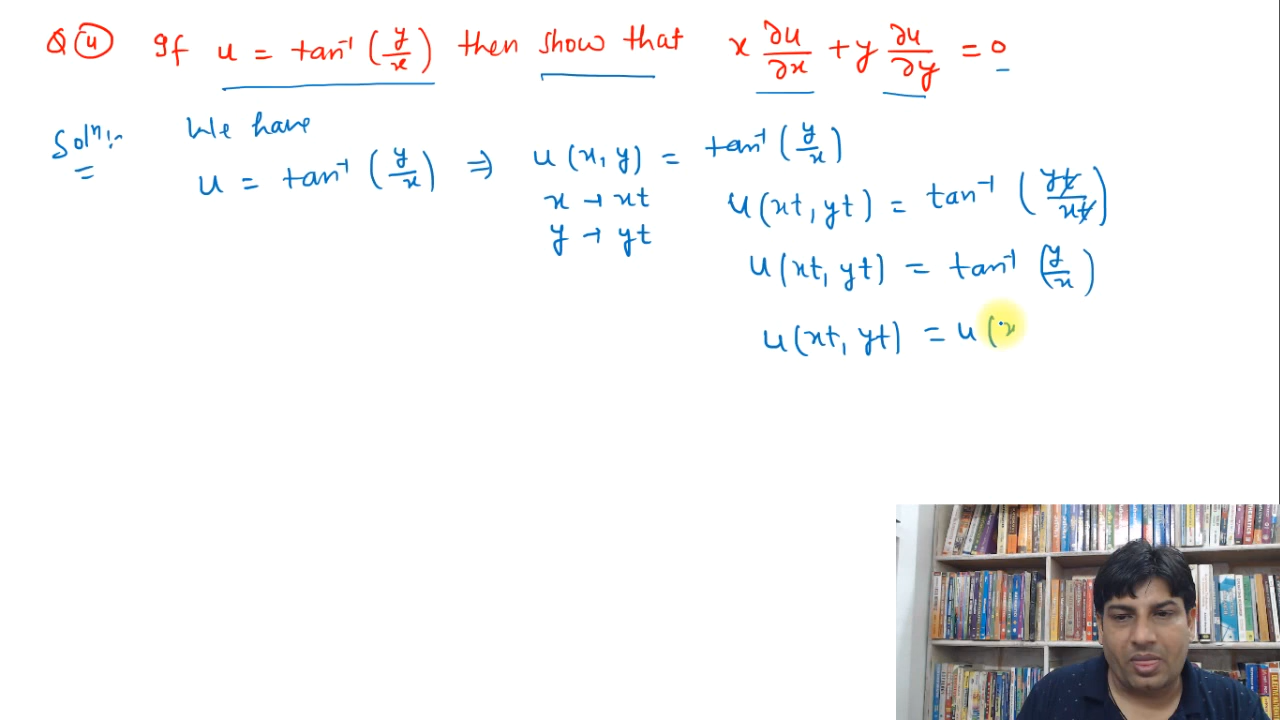 Q ④ If u = tan⁻¹ (y/x) then show that x ∂u/∂x + y ∂u/∂y = 0
Solⁿ:- We have
u = tan⁻¹ (y/x) ⇒ u(x, y) = tan⁻¹ (y/x)
x → xt
y → yt
u(xt, yt) = tan⁻¹ (yt/xt)
u(xt, yt) = tan⁻¹ (y/x)
u(xt, yt) = u(x